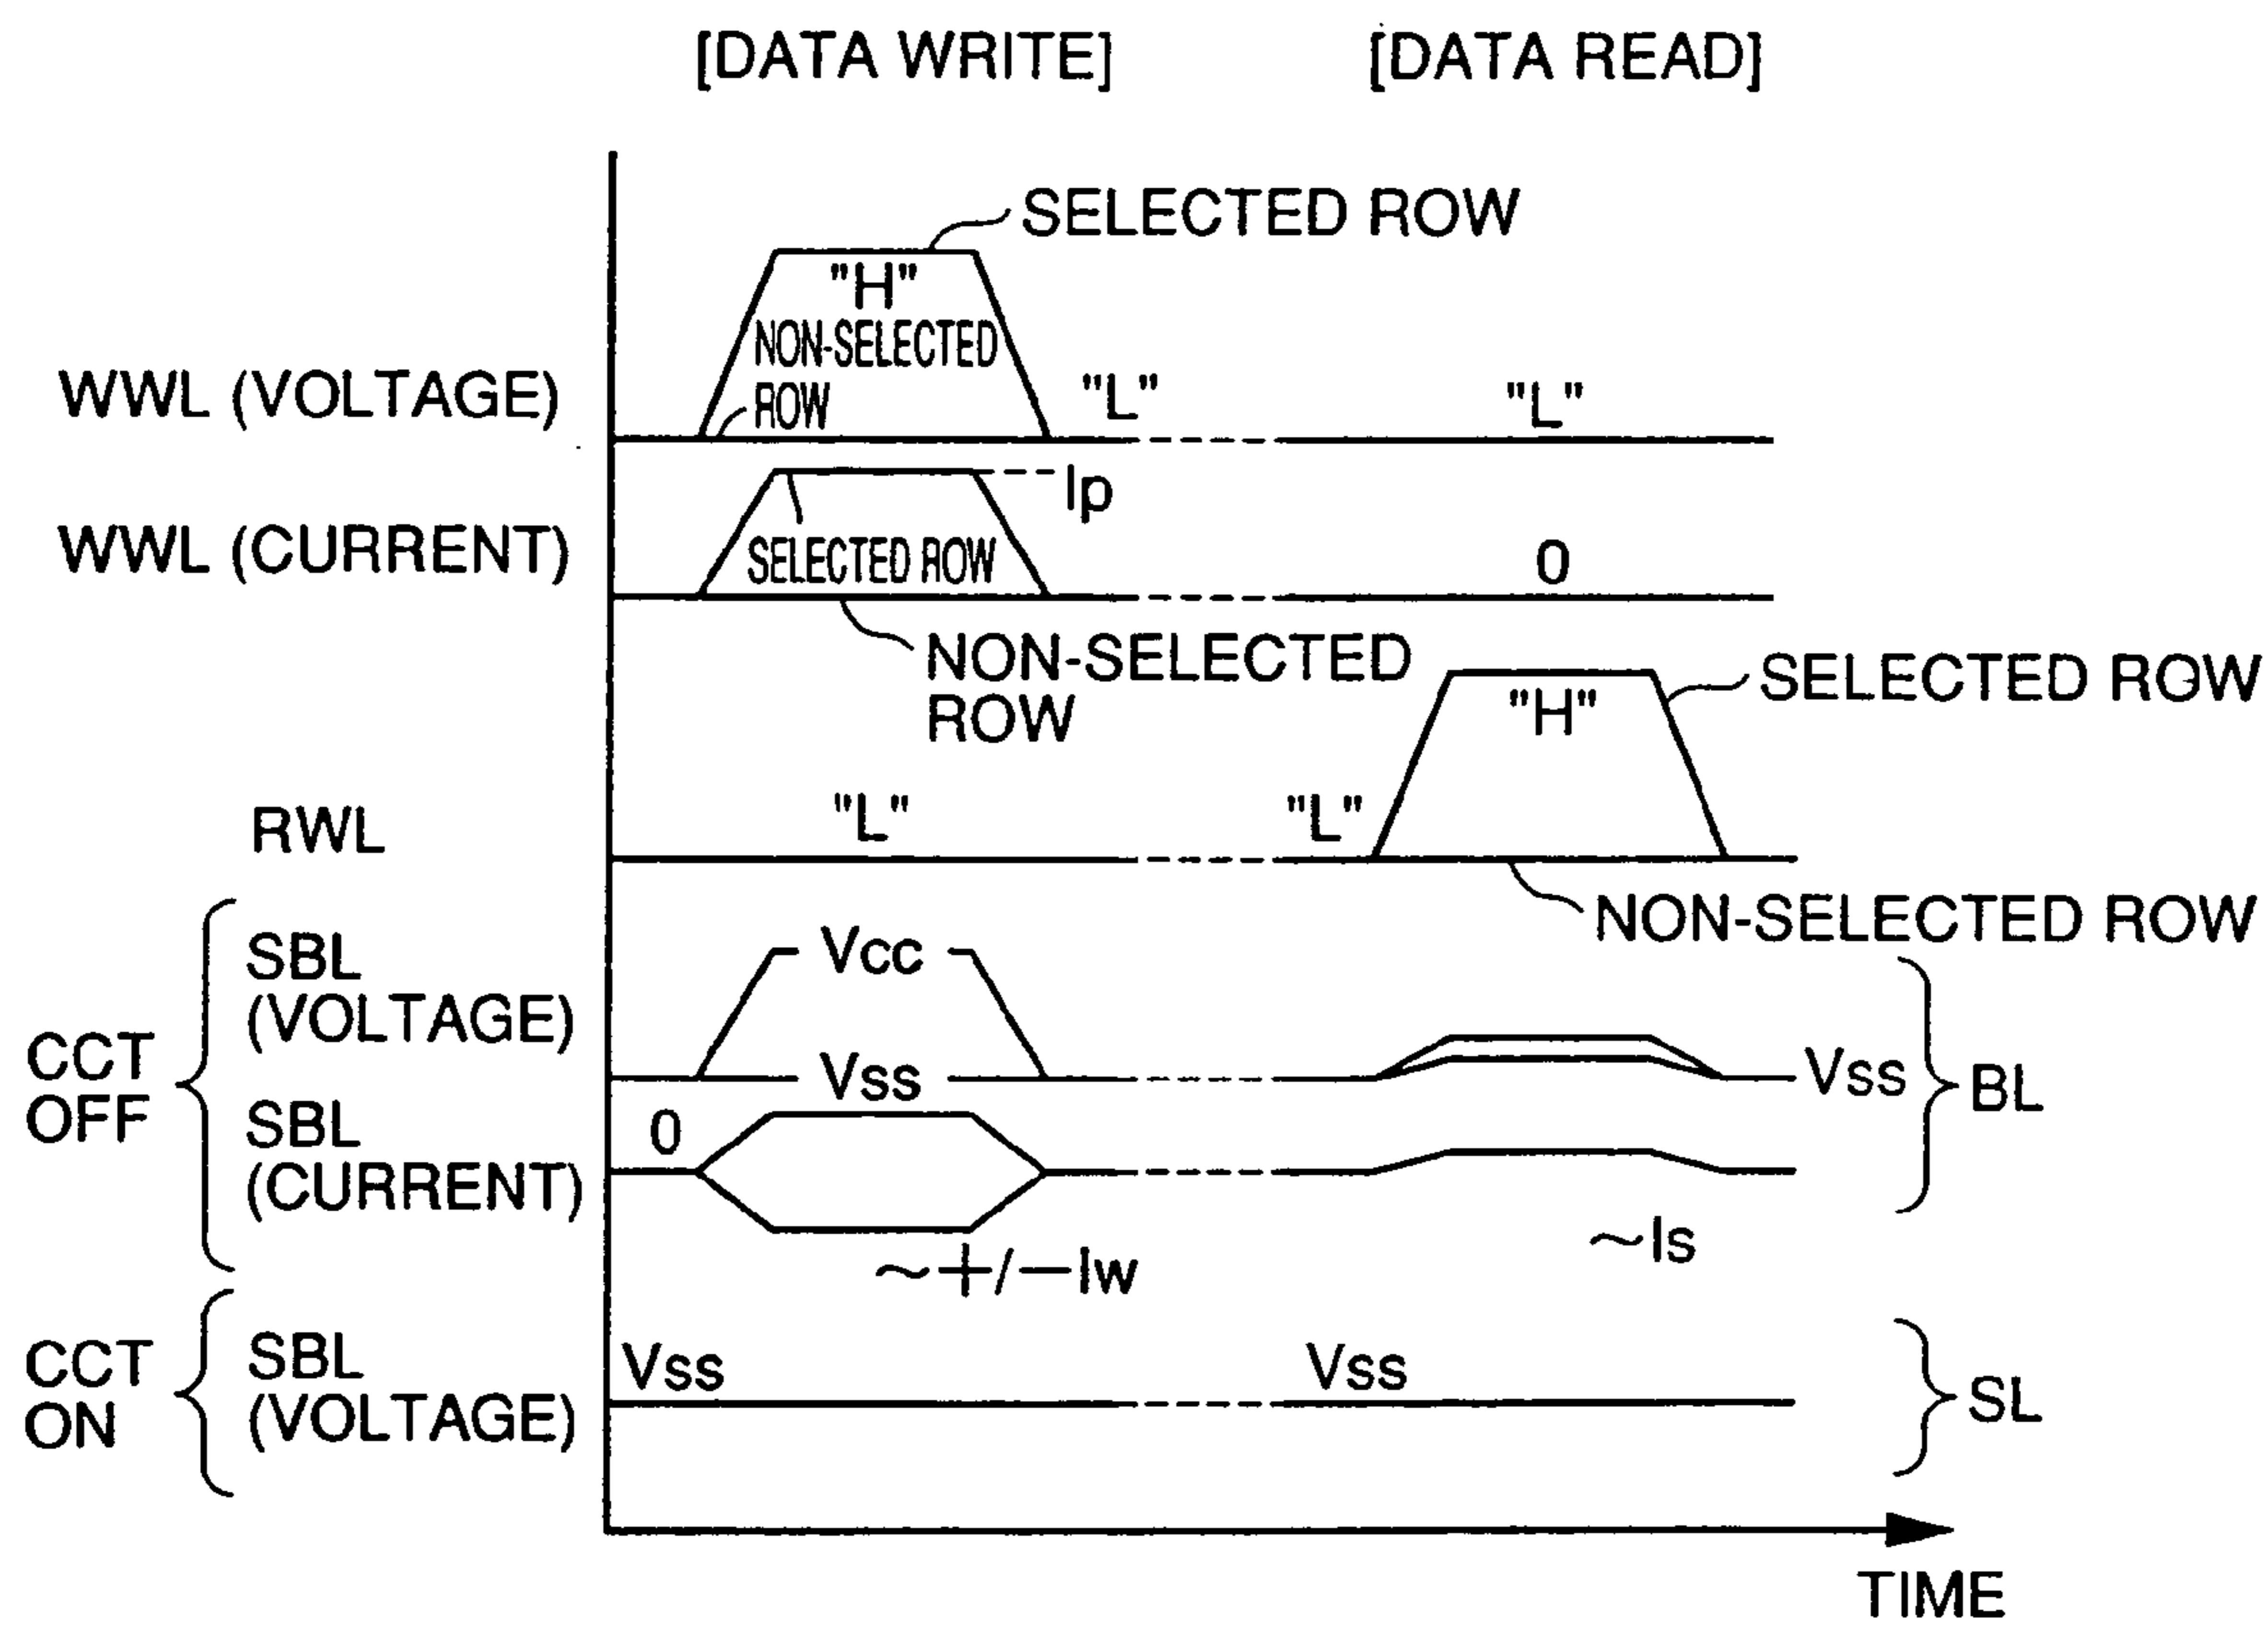 [DATA WRITE]
[DATA READ]
SELECTED ROW
"H"
NON-SELECTED
ROW
WWL (VOLTAGE)
"L"
"L"
Ip
WWL (CURRENT)
SELECTED ROW
0
NON-SELECTED
ROW
SELECTED ROW
"H"
RWL
"L"
"L"
NON-SELECTED ROW
CCT
OFF
SBL
(VOLTAGE)
Vcc
Vss
Vss
BL
SBL
(CURRENT)
0
~+/−Iw
~Is
CCT
ON
SBL
(VOLTAGE)
Vss
Vss
SL
TIME